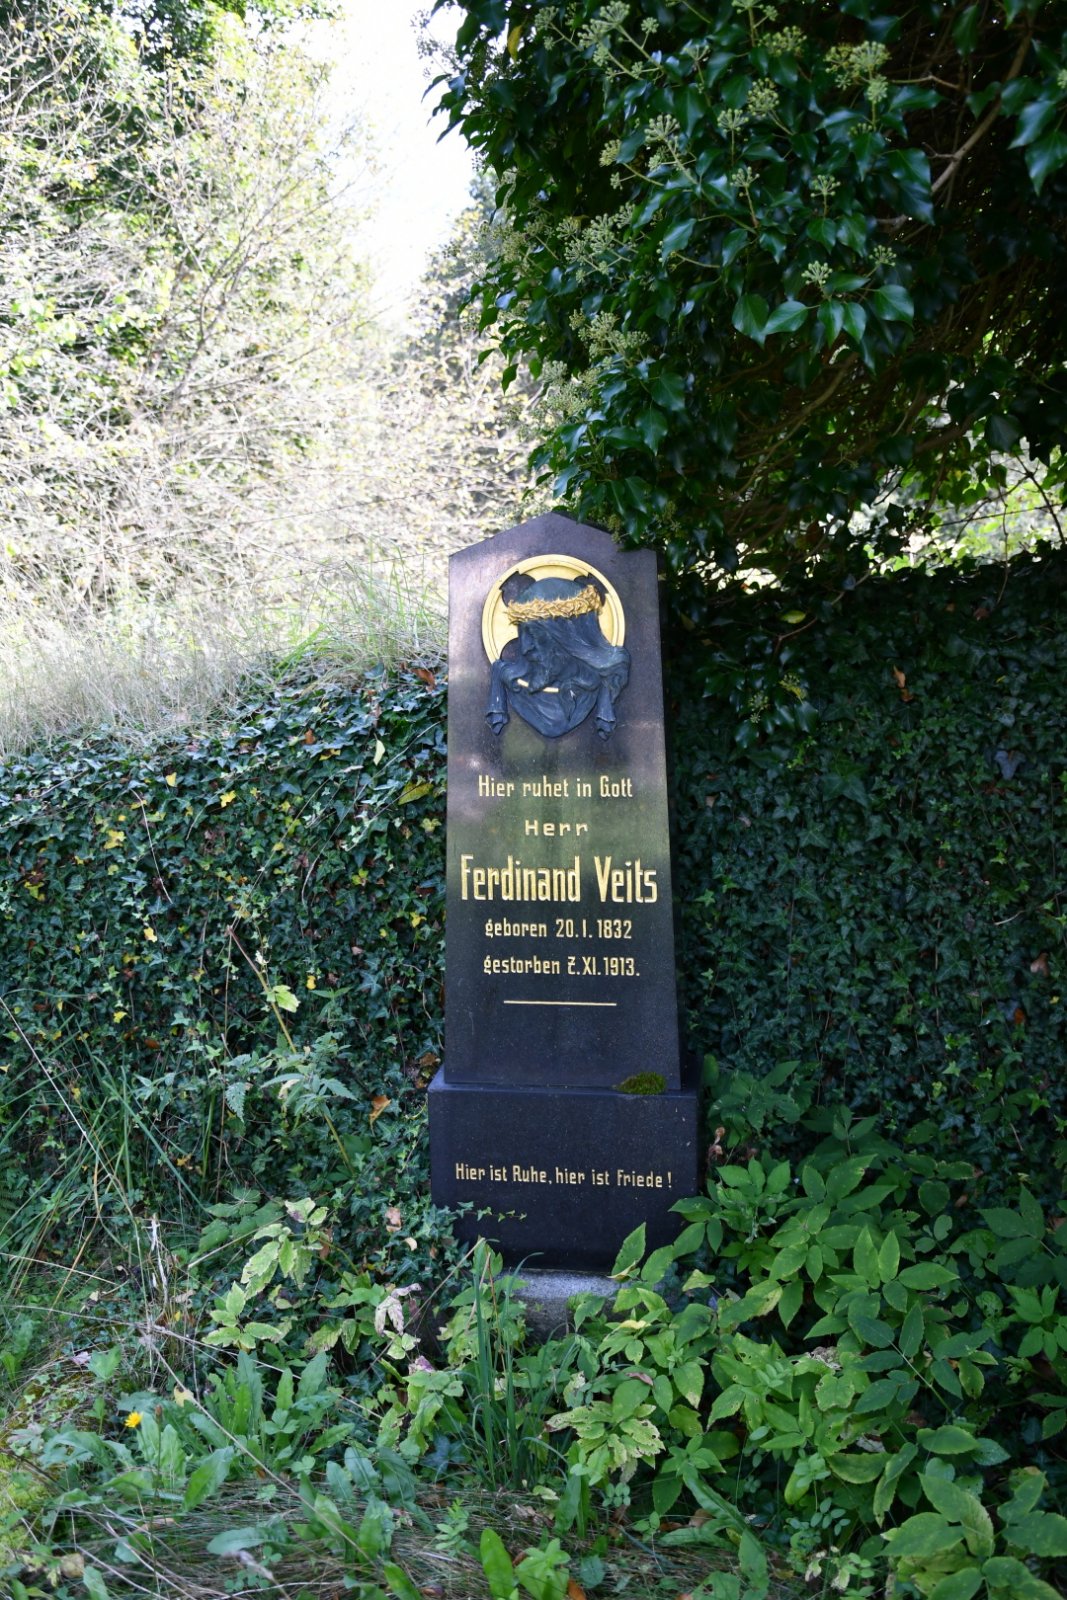 Hier ruhet in Gott
Herr
Ferdinand Veits
geboren 20.1.1832
gestorben 7.XI.1913.
Hier ist Ruhe, hier ist Friede!